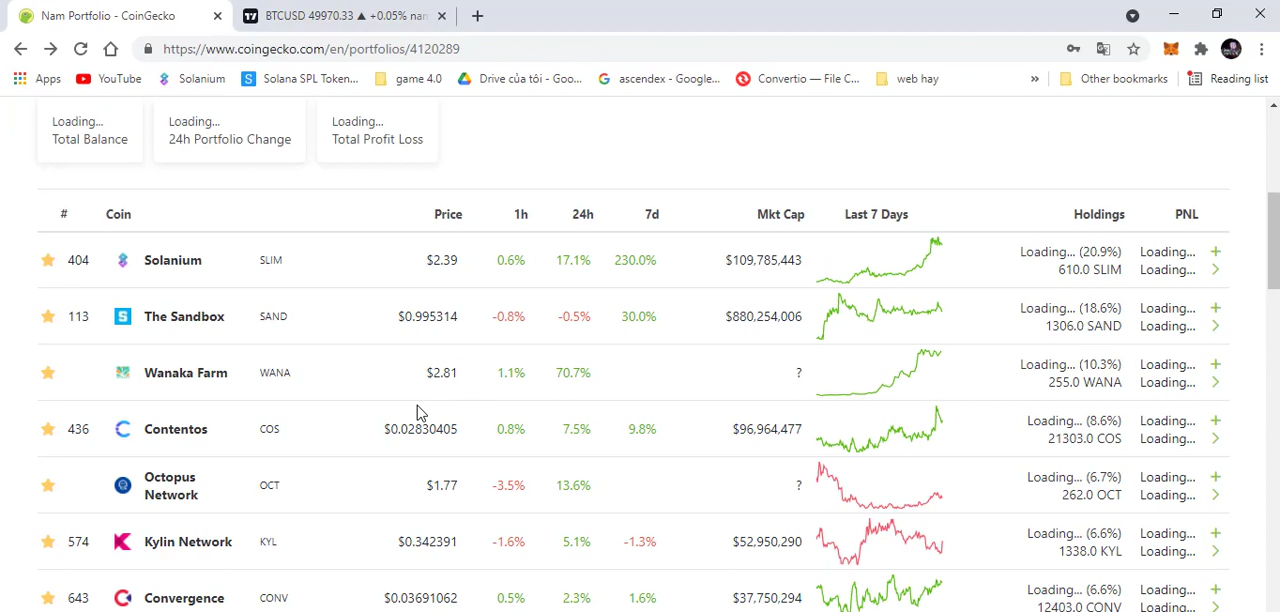 Nam Portfolio - CoinGecko
BTCUSD 49970.33 ▲ +0.05% nan
https://www.coingecko.com/en/portfolios/4120289
Apps YouTube Solanium Solana SPL Token... game 4.0 Drive của tôi - Goo... ascendex - Google... Convertio — File C... web hay » Other bookmarks Reading list
Loading... Loading... Loading...
Total Balance 24h Portfolio Change Total Profit Loss
# Coin Price 1h 24h 7d Mkt Cap Last 7 Days Holdings PNL
404 Solanium SLIM $2.39 0.6% 17.1% 230.0% $109,785,443 Loading... (20.9%) Loading... +
610.0 SLIM Loading...
113 The Sandbox SAND $0.995314 -0.8% -0.5% 30.0% $880,254,006 Loading... (18.6%) Loading... +
1306.0 SAND Loading...
Wanaka Farm WANA $2.81 1.1% 70.7% ? Loading... (10.3%) Loading... +
255.0 WANA Loading...
436 Contentos COS $0.02830405 0.8% 7.5% 9.8% $96,964,477 Loading... (8.6%) Loading... +
21303.0 COS Loading...
Octopus Network OCT $1.77 -3.5% 13.6% ? Loading... (6.7%) Loading... +
262.0 OCT Loading...
574 Kylin Network KYL $0.342291 5.1% -1.3% $52,950,290 Loading... (6.6%) Loading... +
1338.0 KYL Loading...
643 Convergence CONV $0.03691062 2.3% 1.6% $37,750,294 Loading... (6.6%) Loading... +
12403.0 CONV Loading...